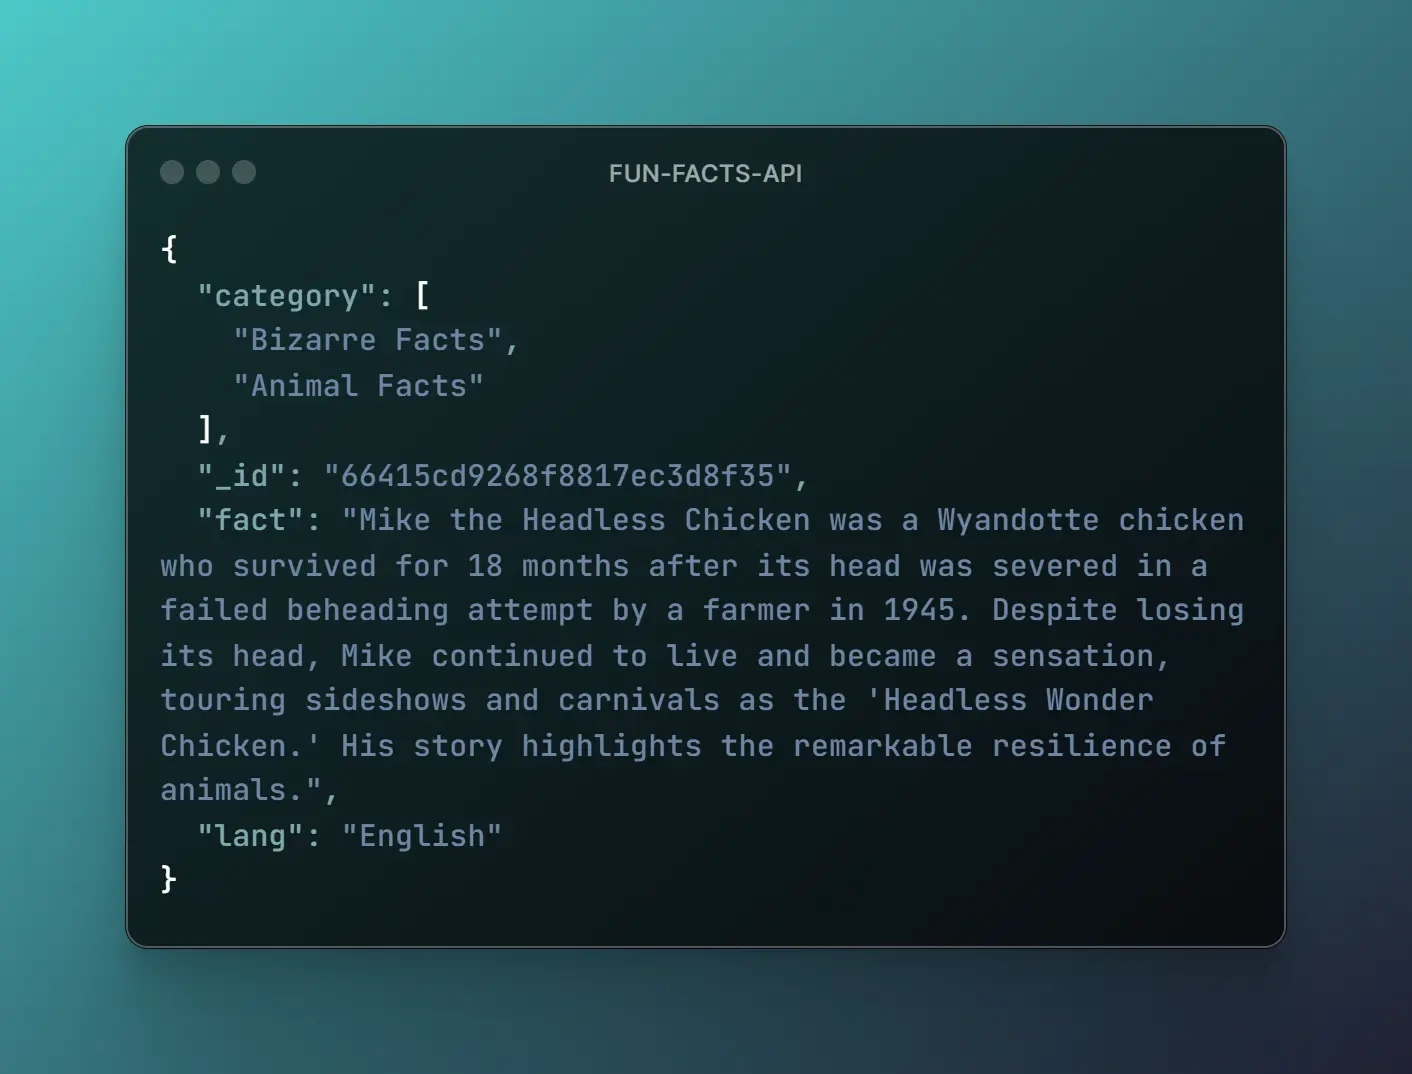 FUN-FACTS-API
{
  "category": [
    "Bizarre Facts",
    "Animal Facts"
  ],
  "_id": "66415cd9268f8817ec3d8f35",
  "fact": "Mike the Headless Chicken was a Wyandotte chicken
who survived for 18 months after its head was severed in a
failed beheading attempt by a farmer in 1945. Despite losing
its head, Mike continued to live and became a sensation,
touring sideshows and carnivals as the 'Headless Wonder
Chicken.' His story highlights the remarkable resilience of
animals.",
  "lang": "English"
}